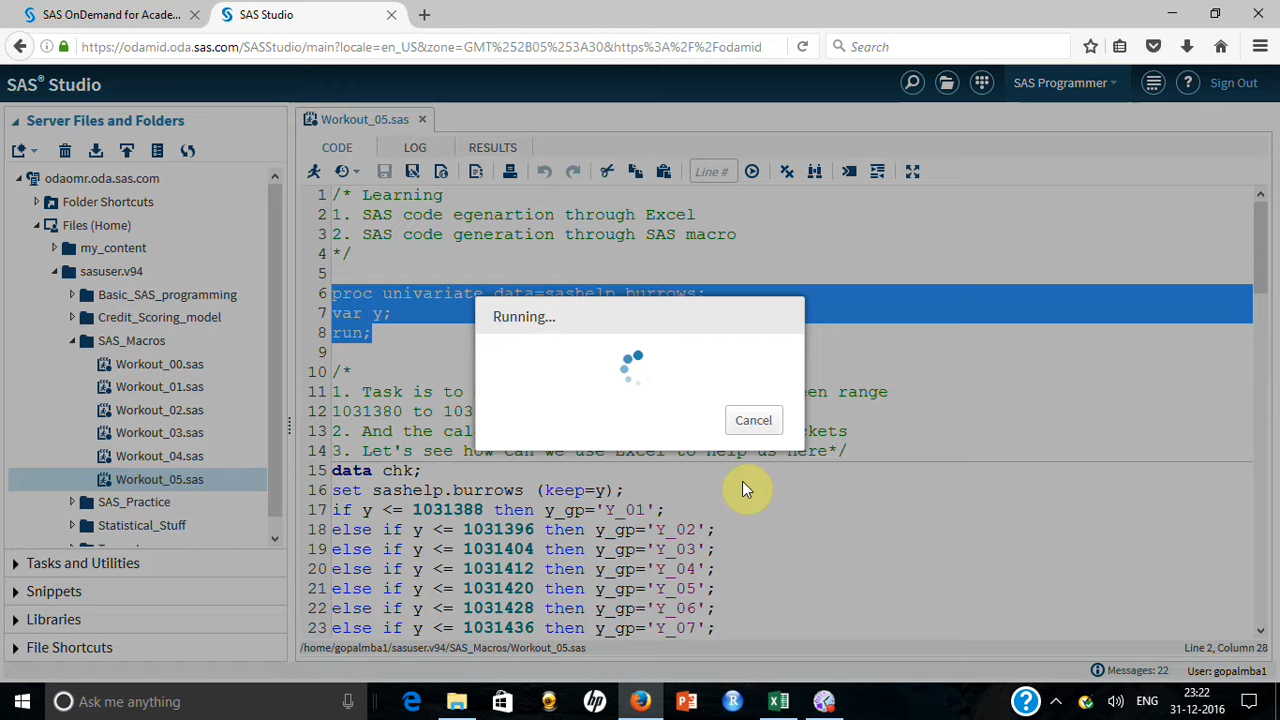 SAS OnDemand for Acade...
SAS Studio
https://odamid.oda.sas.com/SASStudio/main?locale=en_US&zone=GMT%252B05%253A30&https%3A%2F%2Fodamid
Search
SAS® Studio
SAS Programmer
Sign Out
Server Files and Folders
odaomr.oda.sas.com
Folder Shortcuts
Files (Home)
my_content
sasuser.v94
Basic_SAS_programming
Credit_Scoring_model
SAS_Macros
Workout_00.sas
Workout_01.sas
Workout_02.sas
Workout_03.sas
Workout_04.sas
Workout_05.sas
SAS_Practice
Statistical_Stuff
Tasks and Utilities
Snippets
Libraries
File Shortcuts
Workout_05.sas
CODE
LOG
RESULTS
Line #
1 /* Learning
2 1. SAS code egenartion through Excel
3 2. SAS code generation through SAS macro
4 */
5
6 proc univariate data=sashelp.burrows;
7 var y;
8 run;
9
10 /*
11 1. Task is to range
12 1031380 to 103
13 2. And the cal ckets
14 3. Let's see how can we use Excel to help us here*/
15 data chk;
16 set sashelp.burrows (keep=y);
17 if y <= 1031388 then y_gp='Y_01';
18 else if y <= 1031396 then y_gp='Y_02';
19 else if y <= 1031404 then y_gp='Y_03';
20 else if y <= 1031412 then y_gp='Y_04';
21 else if y <= 1031420 then y_gp='Y_05';
22 else if y <= 1031428 then y_gp='Y_06';
23 else if y <= 1031436 then y_gp='Y_07';
Running...
Cancel
/home/gopalmba1/sasuser.v94/SAS_Macros/Workout_05.sas
Line 2, Column 28
Messages: 22
User: gopalmba1
Ask me anything
hp
R
ENG
23:22
31-12-2016